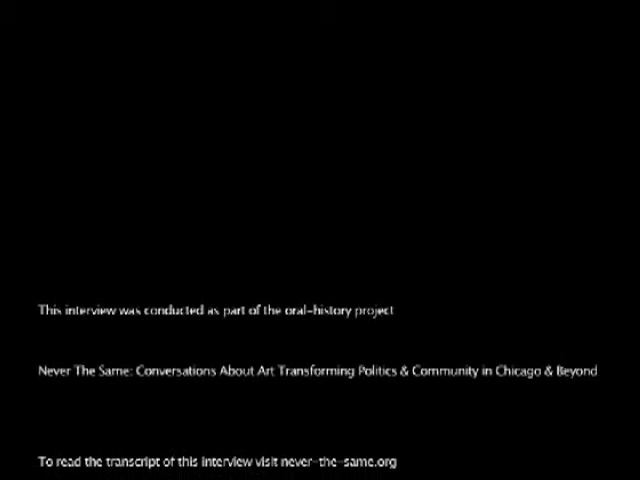 This interview was conducted as part of the oral-history project
Never The Same: Conversations About Art Transforming Politics & Community in Chicago & Beyond
To read the transcript of this interview visit never-the-same.org